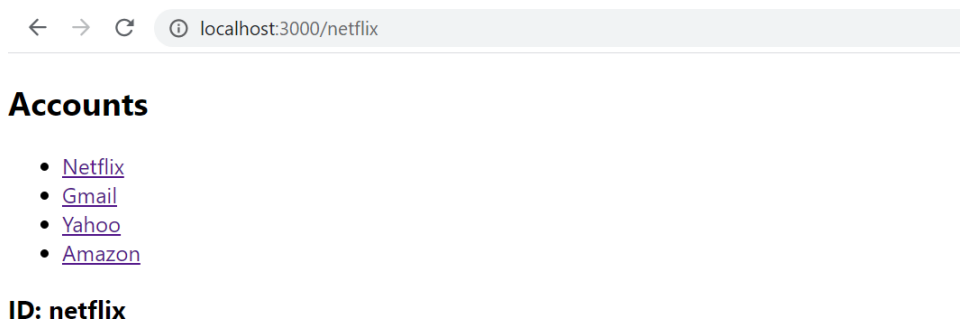 localhost:3000/netflix
Accounts
Netflix
Gmail
Yahoo
Amazon
ID: netflix